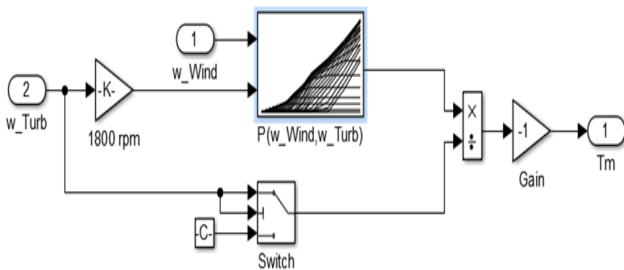 1
w_Wind
2
w_Turb
-K-
1800 rpm
P(w_Wind,w_Turb)
×
÷
-1
Gain
1
Tm
-C-
Switch